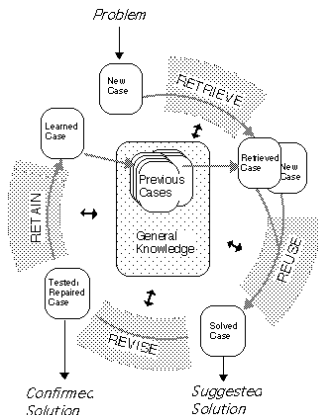 Problem
New
Case
RETRIEVE
Learned
Case
Retrieved
Case
New
Case
Previous
Cases
General
Knowledge
RETAIN
REUSE
Tested/
Repaired
Case
Solved
Case
REVISE
Confirmed
Solution
Suggested
Solution